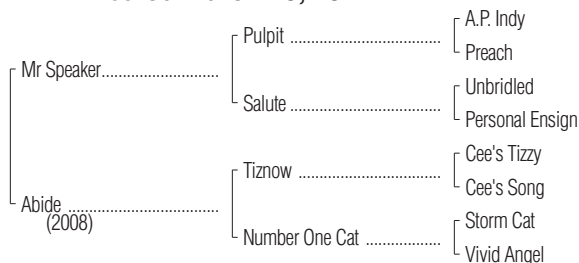 A.P. Indy
Pulpit
Preach
Mr Speaker
Unbridled
Salute
Personal Ensign
Cee's Tizzy
Tiznow
Cee's Song
Abide
(2008)
Storm Cat
Number One Cat
Vivid Angel